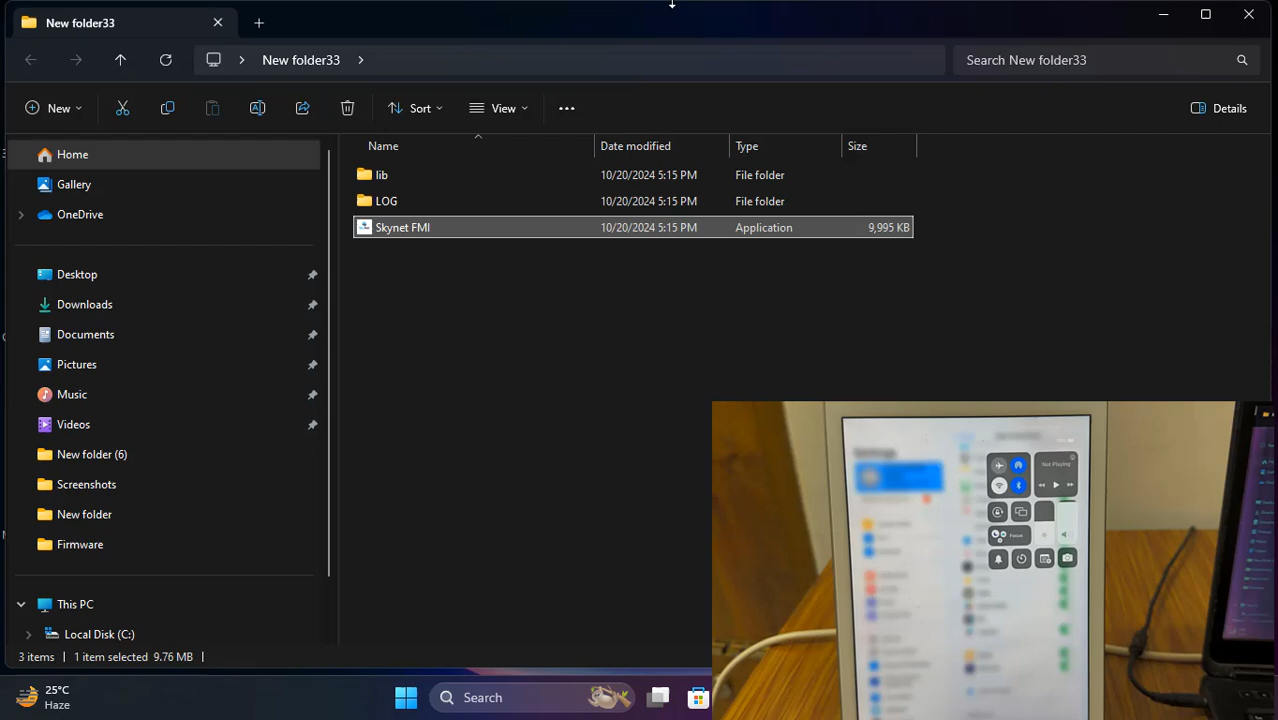 New folder33
New folder33
Search New folder33
New
Sort
View
Details
Name Date modified Type Size
Home
Gallery
OneDrive
Desktop
Downloads
Documents
Pictures
Music
Videos
New folder (6)
Screenshots
New folder
Firmware
This PC
Local Disk (C:)
lib 10/20/2024 5:15 PM File folder
LOG 10/20/2024 5:15 PM File folder
Skynet FMI 10/20/2024 5:15 PM Application 9,995 KB
Not Playing
Focus
3 items 1 item selected 9.76 MB
25°C
Haze
Search